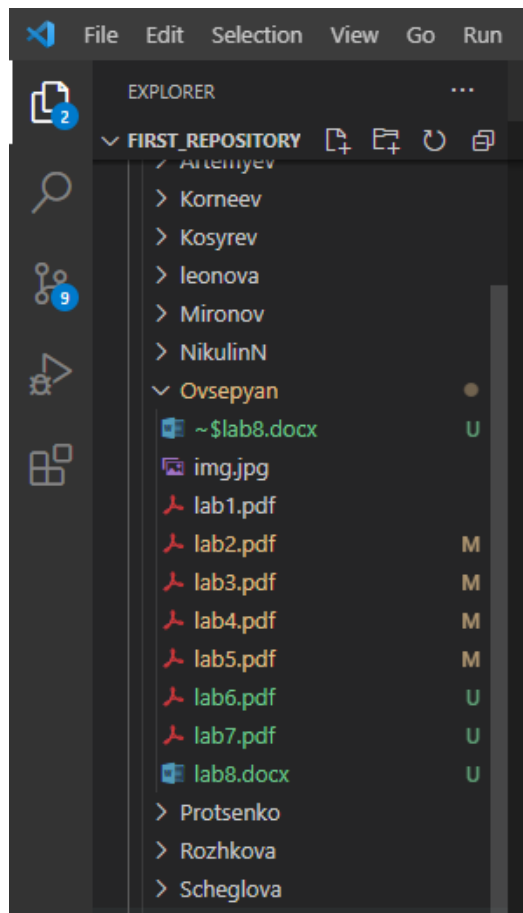 File Edit Selection View Go Run
EXPLORER ...
2
FIRST_REPOSITORY
Artemyev
Korneev
Kosyrev
leonova
9
Mironov
NikulinN
Ovsepyan
~$lab8.docx U
img.jpg
lab1.pdf
lab2.pdf M
lab3.pdf M
lab4.pdf M
lab5.pdf M
lab6.pdf U
lab7.pdf U
lab8.docx U
Protsenko
Rozhkova
Scheglova